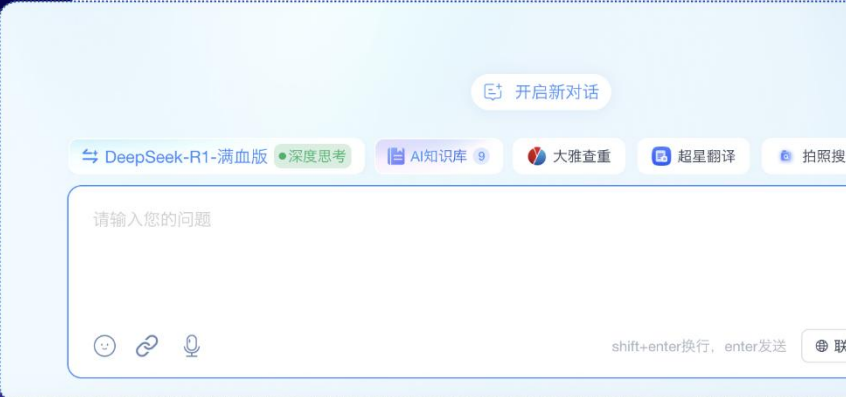 开启新对话
DeepSeek-R1-满血版 深度思考 AI知识库 9 大雅查重 超星翻译 拍照搜
请输入您的问题
shift+enter换行，enter发送 联